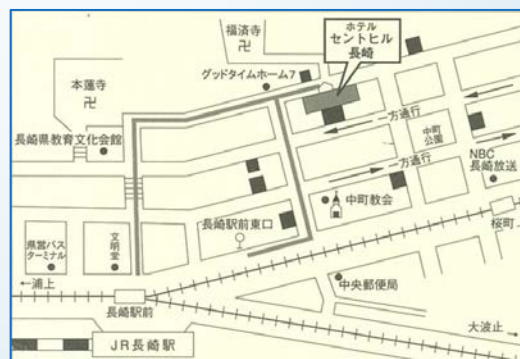 福済寺
卍
ホテル
セントヒル
長崎
本蓮寺
卍
グッドタイムホーム7
長崎県教育文化会館
一方通行
中町
公園
一方通行
NBC
長崎放送
中町教会
長崎駅前東口
桜町
県営バス
ターミナル
文明堂
中央郵便局
←浦上
長崎駅前
大波止
JR長崎駅